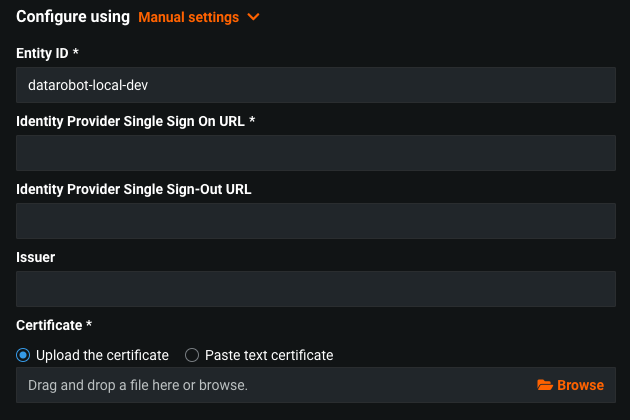 Configure using Manual settings
Entity ID *
datarobot-local-dev
Identity Provider Single Sign On URL *
Identity Provider Single Sign-Out URL
Issuer
Certificate *
Upload the certificate Paste text certificate
Drag and drop a file here or browse. Browse